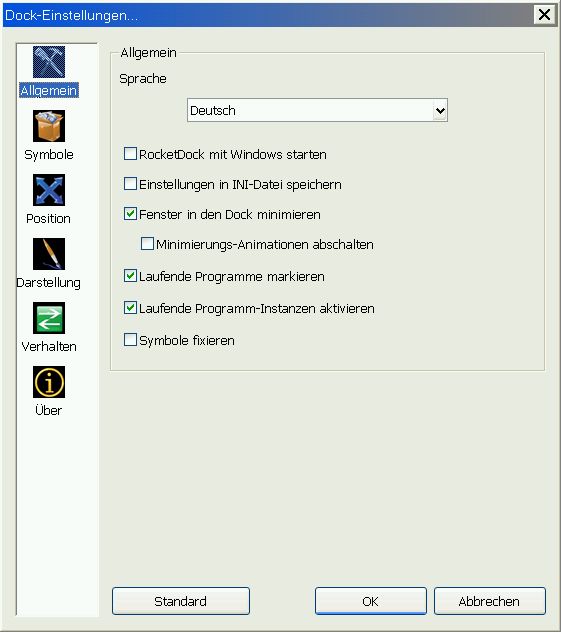 Dock-Einstellungen...
Allgemein
Symbole
Position
Darstellung
Verhalten
Über
Allgemein
Sprache
Deutsch
RocketDock mit Windows starten
Einstellungen in INI-Datei speichern
Fenster in den Dock minimieren
Minimierungs-Animationen abschalten
Laufende Programme markieren
Laufende Programm-Instanzen aktivieren
Symbole fixieren
Standard
OK
Abbrechen